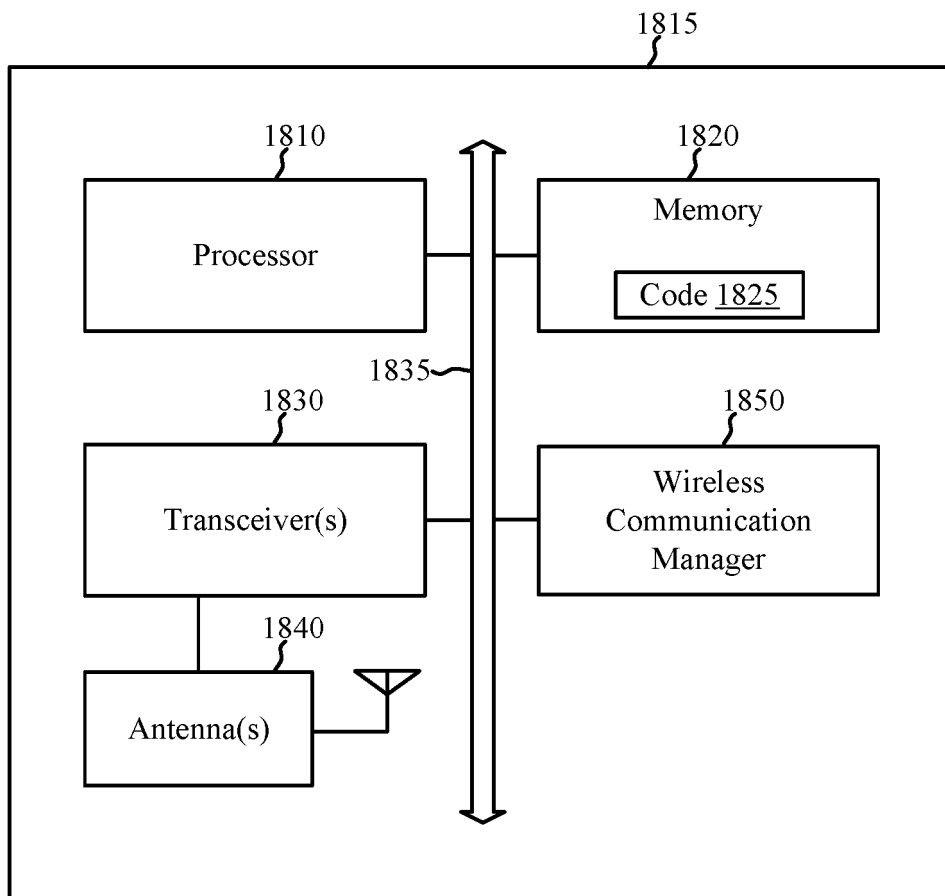 1815
1810
1820
Processor
Memory
Code 1825
1835
1830
1850
Transceiver(s)
Wireless
Communication
Manager
1840
Antenna(s)